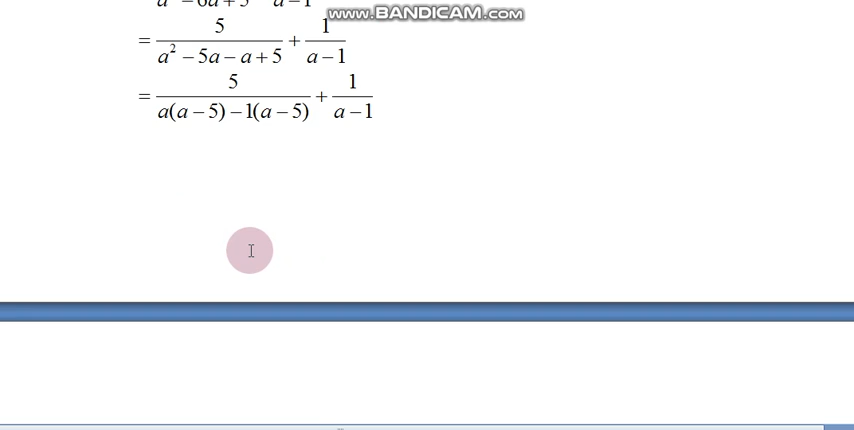 www.BANDICAM.com
= 5/(a² − 5a − a + 5) + 1/(a − 1)
= 5/(a(a − 5) − 1(a − 5)) + 1/(a − 1)